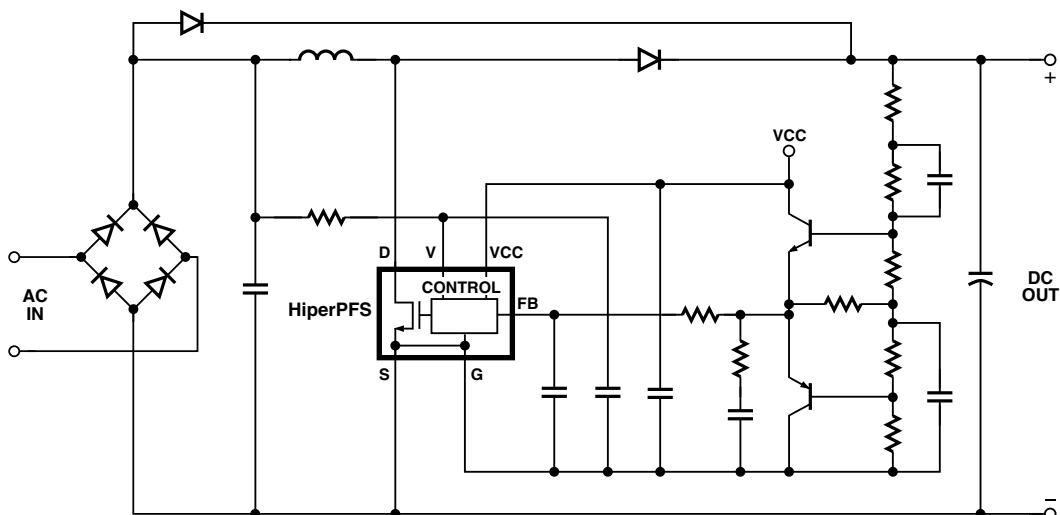 +
VCC
D
V
VCC
CONTROL
FB
HiperPFS
S
G
AC
IN
DC
OUT
−